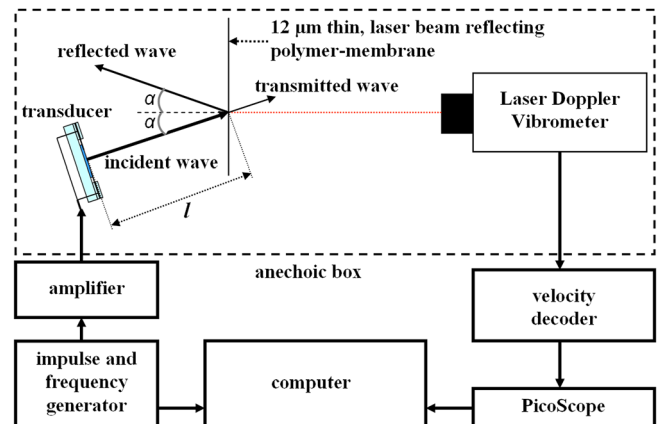 12 µm thin, laser beam reflecting
polymer-membrane
reflected wave
transmitted wave
α
α
transducer
incident wave
l
Laser Doppler
Vibrometer
anechoic box
amplifier
velocity
decoder
impulse and
frequency
generator
computer
PicoScope